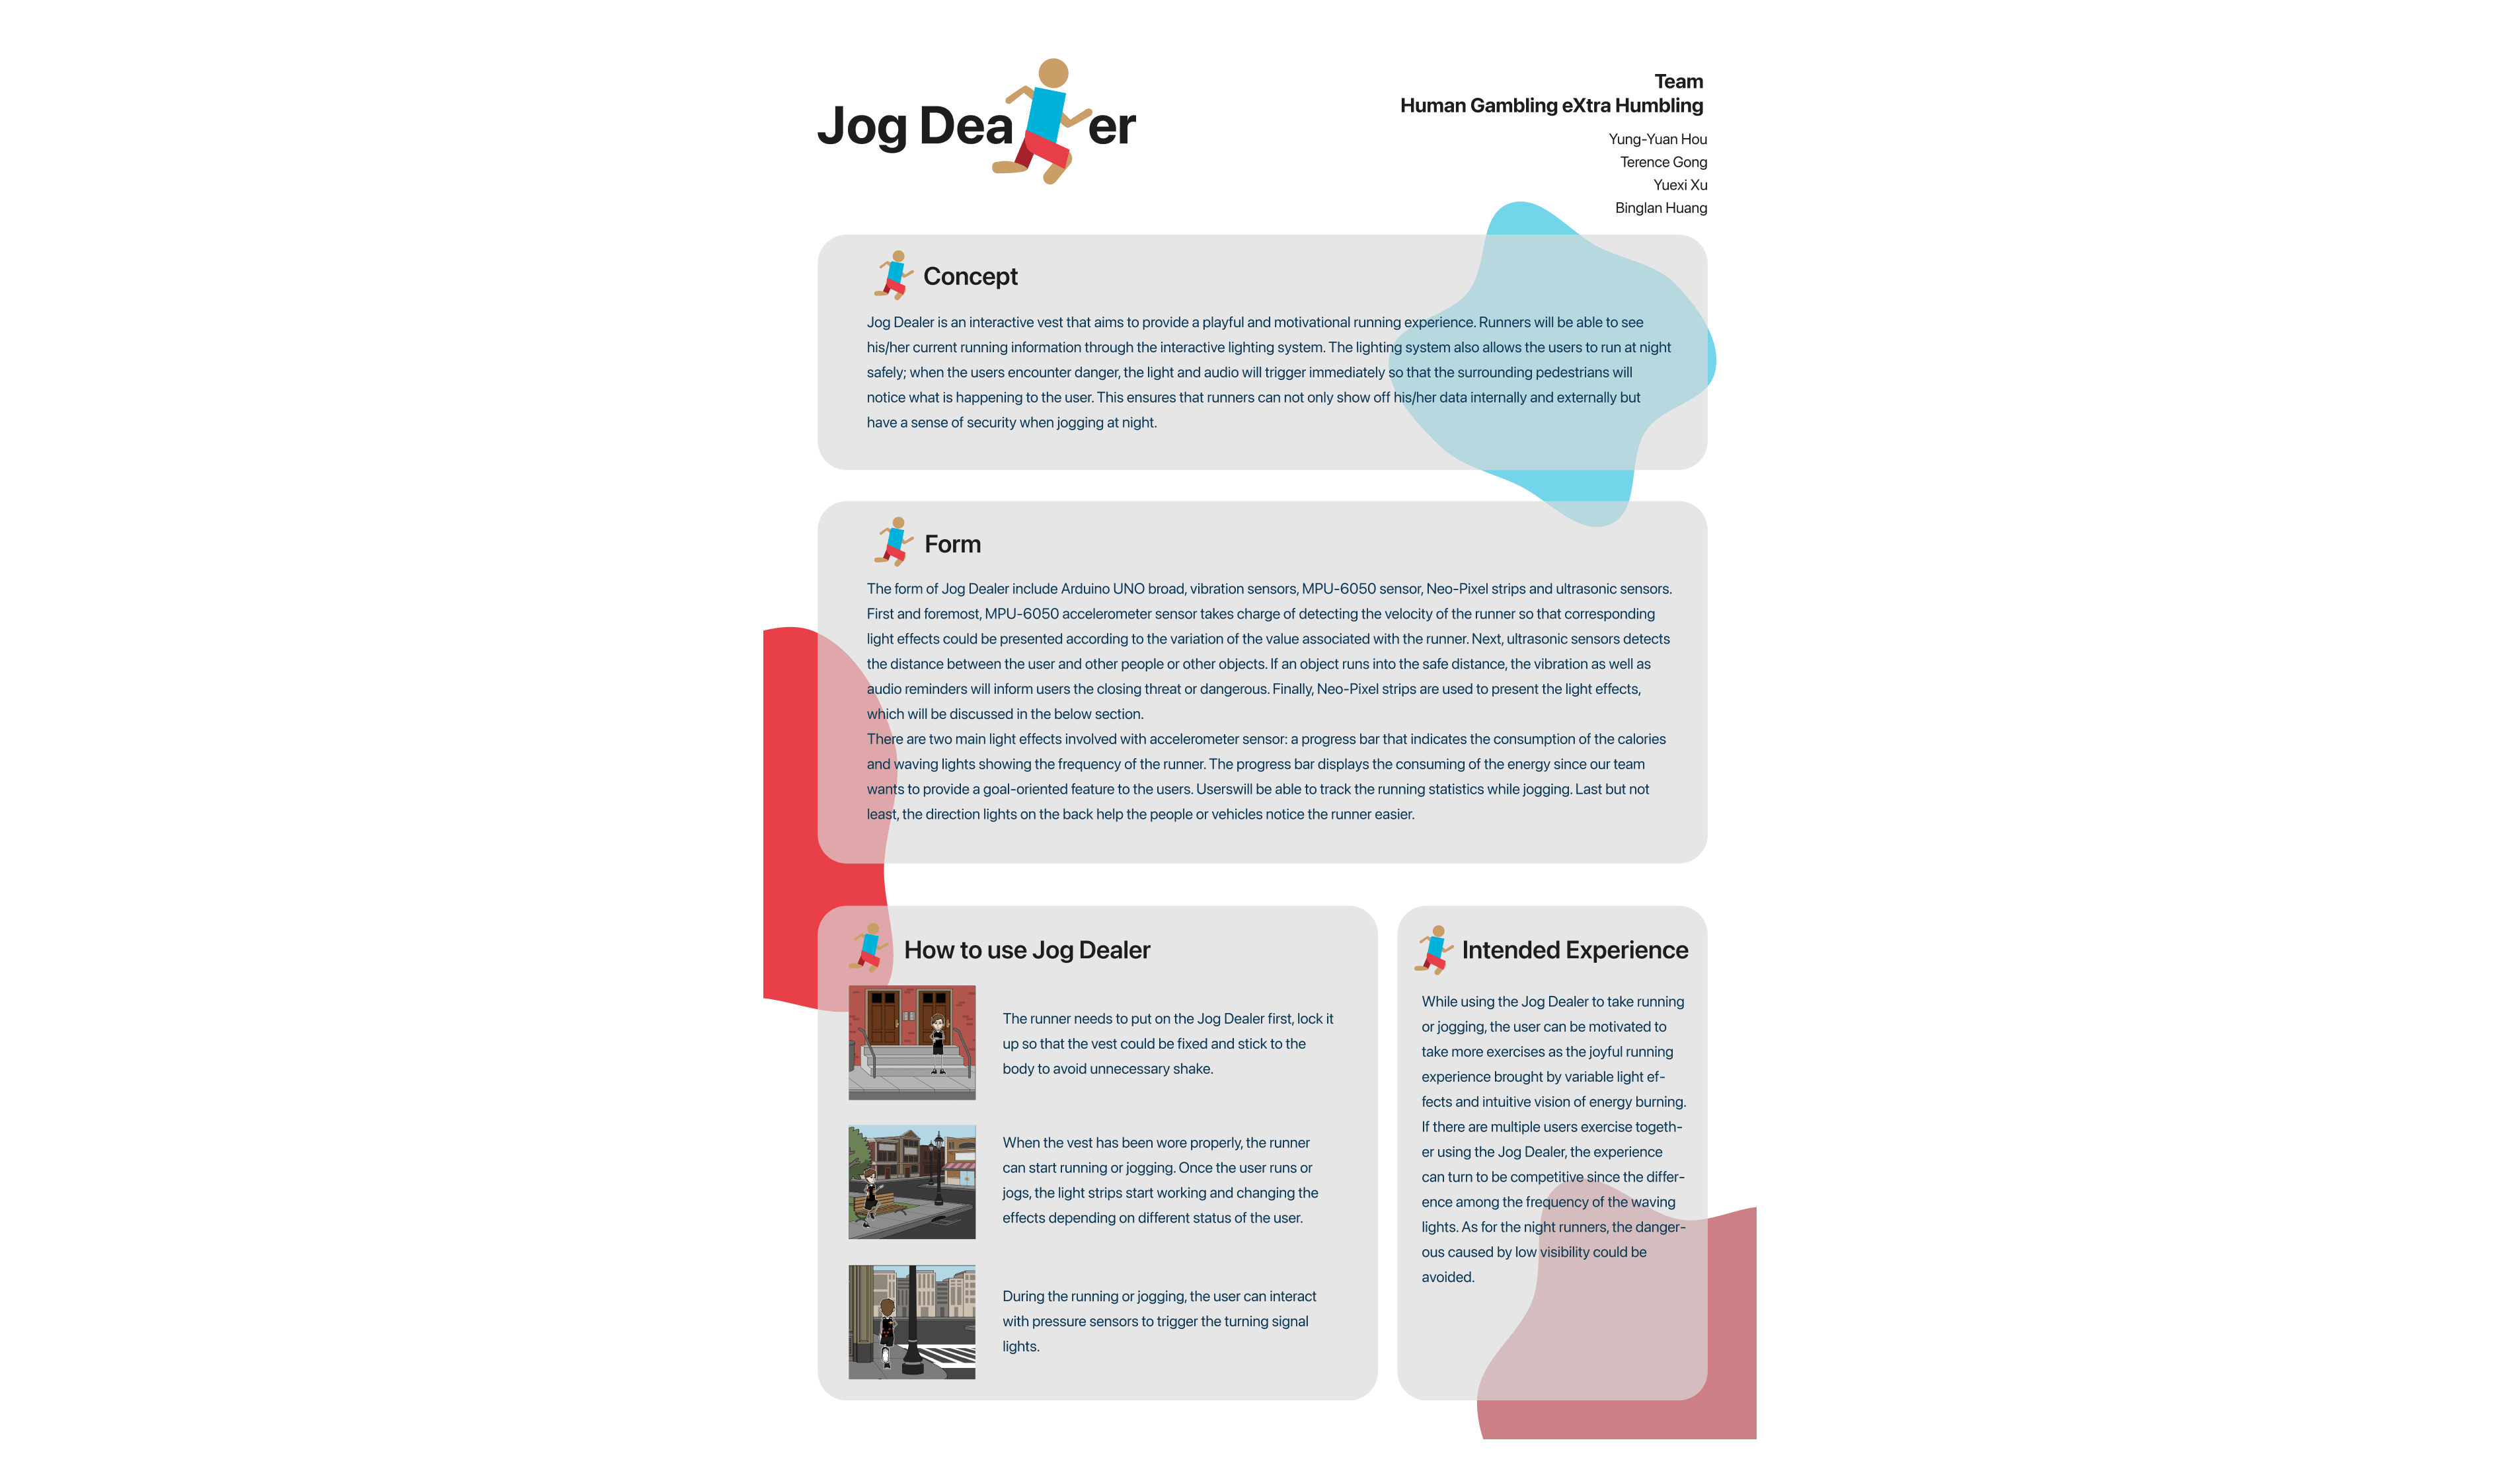 Jog Dealer
Team
Human Gambling eXtra Humbling
Yung-Yuan Hou
Terence Gong
Yuexi Xu
Binglan Huang
Concept
Jog Dealer is an interactive vest that aims to provide a playful and motivational running experience. Runners will be able to see
his/her current running information through the interactive lighting system. The lighting system also allows the users to run at night
safely; when the users encounter danger, the light and audio will trigger immediately so that the surrounding pedestrians will
notice what is happening to the user. This ensures that runners can not only show off his/her data internally and externally but
have a sense of security when jogging at night.
Form
The form of Jog Dealer include Arduino UNO broad, vibration sensors, MPU-6050 sensor, Neo-Pixel strips and ultrasonic sensors.
First and foremost, MPU-6050 accelerometer sensor takes charge of detecting the velocity of the runner so that corresponding
light effects could be presented according to the variation of the value associated with the runner. Next, ultrasonic sensors detects
the distance between the user and other people or other objects. If an object runs into the safe distance, the vibration as well as
audio reminders will inform users the closing threat or dangerous. Finally, Neo-Pixel strips are used to present the light effects,
which will be discussed in the below section.
There are two main light effects involved with accelerometer sensor: a progress bar that indicates the consumption of the calories
and waving lights showing the frequency of the runner. The progress bar displays the consuming of the energy since our team
wants to provide a goal-oriented feature to the users. Userswill be able to track the running statistics while jogging. Last but not
least, the direction lights on the back help the people or vehicles notice the runner easier.
How to use Jog Dealer
The runner needs to put on the Jog Dealer first, lock it
up so that the vest could be fixed and stick to the
body to avoid unnecessary shake.
When the vest has been wore properly, the runner
can start running or jogging. Once the user runs or
jogs, the light strips start working and changing the
effects depending on different status of the user.
During the running or jogging, the user can interact
with pressure sensors to trigger the turning signal
lights.
Intended Experience
While using the Jog Dealer to take running
or jogging, the user can be motivated to
take more exercises as the joyful running
experience brought by variable light ef-
fects and intuitive vision of energy burning.
If there are multiple users exercise togeth-
er using the Jog Dealer, the experience
can turn to be competitive since the differ-
ence among the frequency of the waving
lights. As for the night runners, the danger-
ous caused by low visibility could be
avoided.